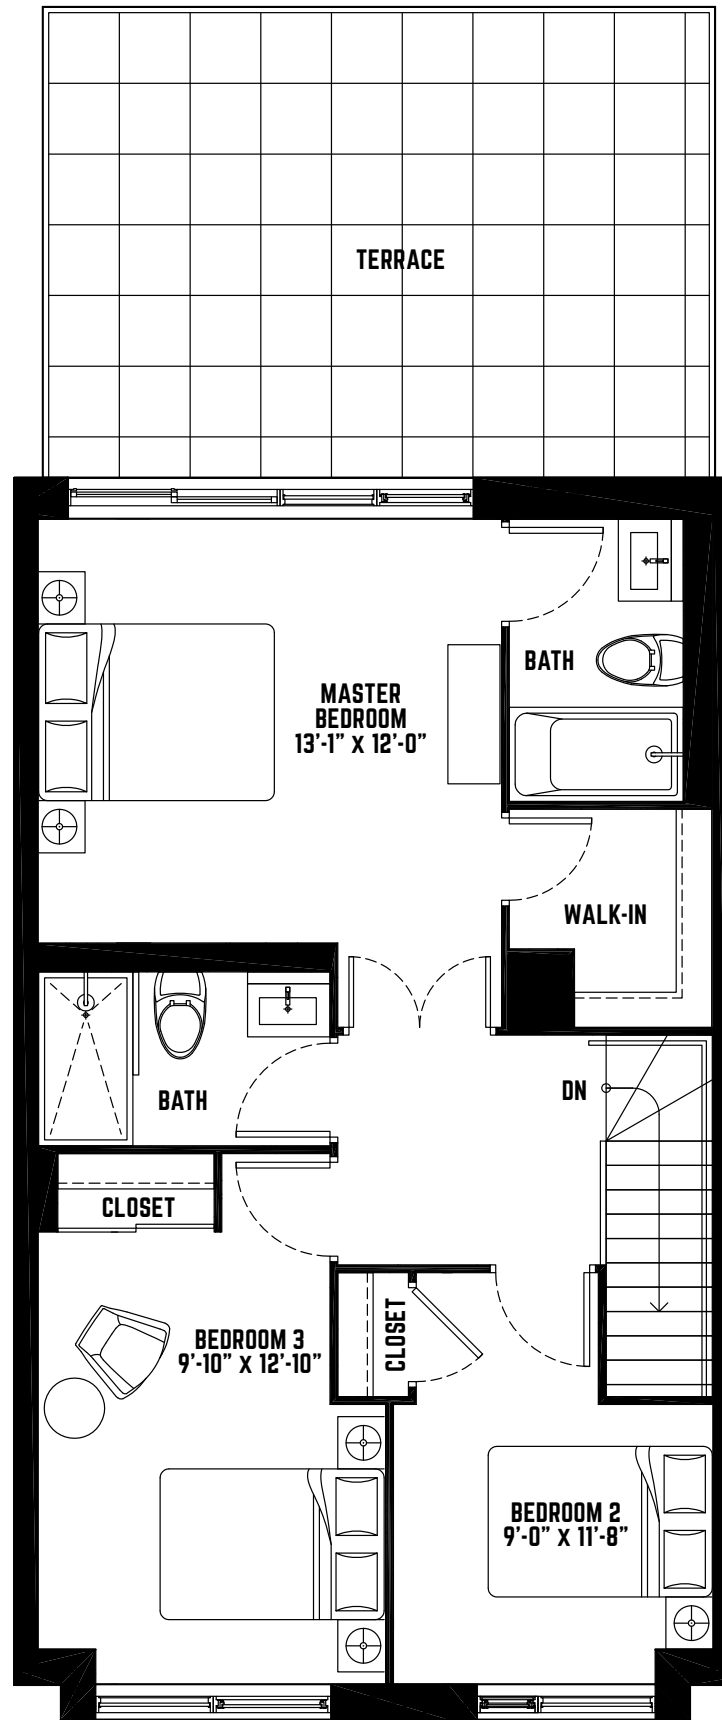 TERRACE
BATH
MASTER
BEDROOM
13'-1" X 12'-0"
WALK-IN
DN
BATH
CLOSET
CLOSET
BEDROOM 3
9'-10" X 12'-10"
BEDROOM 2
9'-0" X 11'-8"